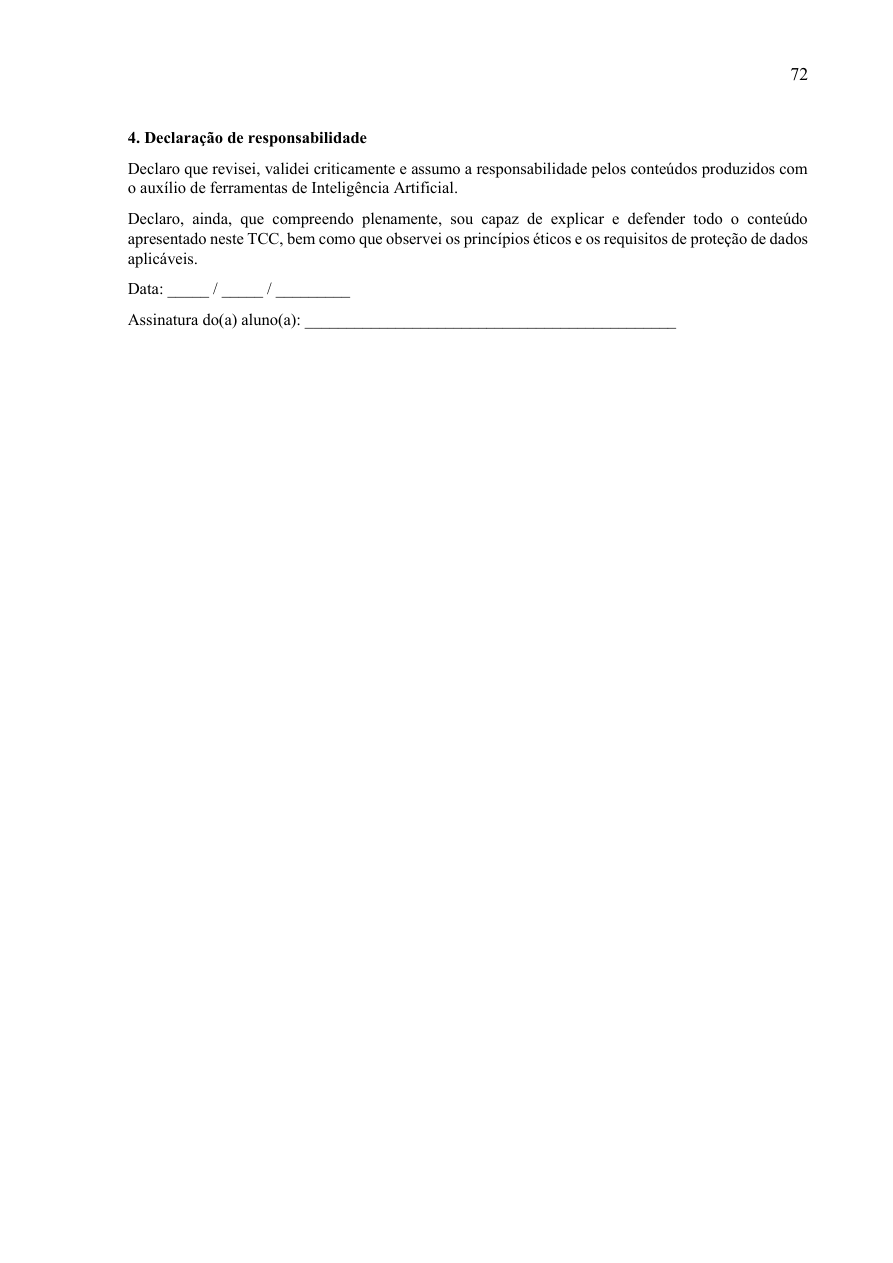 72
4. Declaração de responsabilidade
Declaro que revisei, validei criticamente e assumo a responsabilidade pelos conteúdos produzidos com
o auxílio de ferramentas de Inteligência Artificial.
Declaro, ainda, que compreendo plenamente, sou capaz de explicar e defender todo o conteúdo
apresentado neste TCC, bem como que observei os princípios éticos e os requisitos de proteção de dados
aplicáveis.
Data: _____ / _____ / _________
Assinatura do(a) aluno(a): _____________________________________________